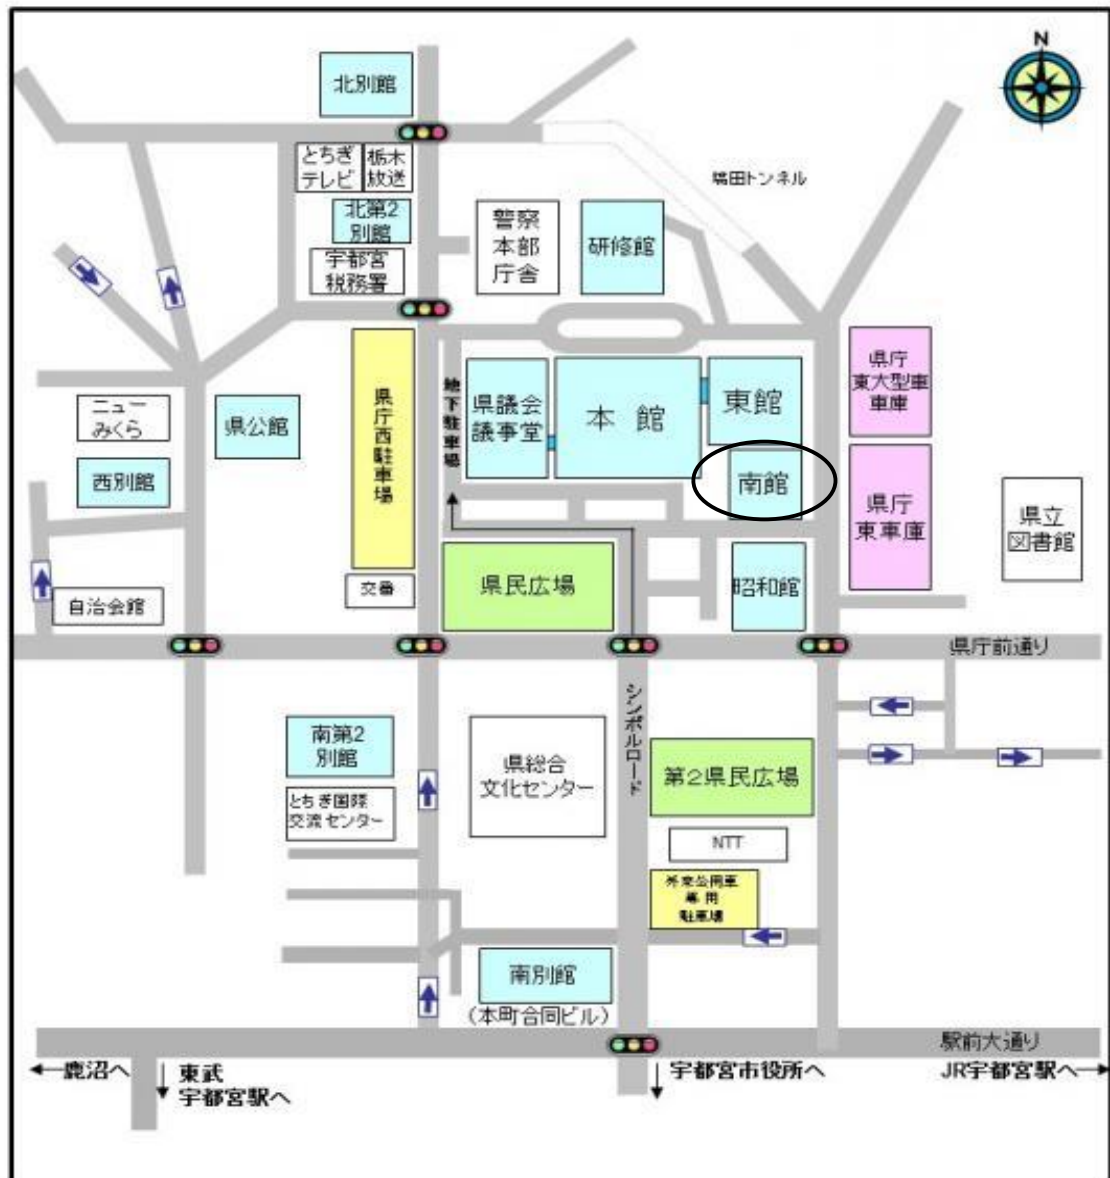 N
北別館
とちぎ
テレビ
栃木
放送
北第2
別館
宇都宮
税務署
警察
本部
庁舎
研修館
塙田トンネル
県庁西駐車場
地下駐車場
県議会
議事堂
本館
東館
南館
県庁
東大型車
車庫
県庁
東車庫
県立
図書館
ニュー
みくら
県公館
西別館
自治会館
交番
県民広場
昭和館
県庁前通り
シンボルロード
南第2
別館
とちぎ国際
交流センター
県総合
文化センター
第2県民広場
NTT
外来公用車
専用
駐車場
南別館
(本町合同ビル)
駅前大通り
←鹿沼へ
↓東武
宇都宮駅へ
↓宇都宮市役所へ
JR宇都宮駅へ→